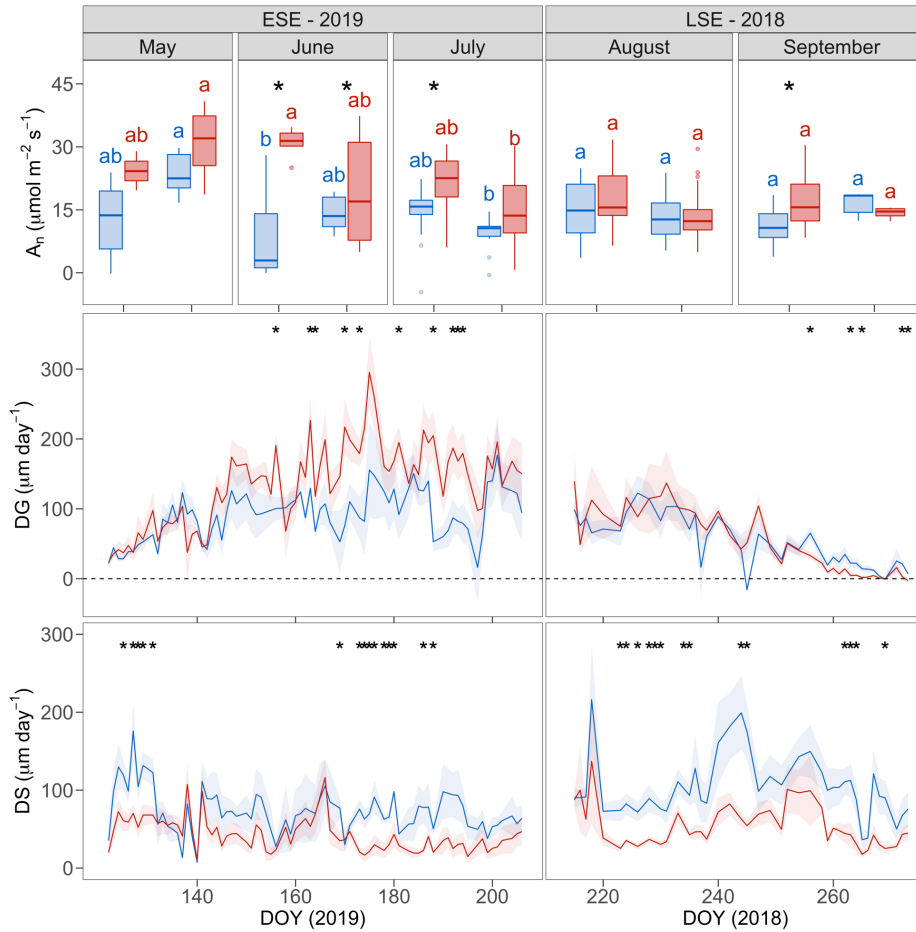 ESE - 2019 LSE - 2018
May June July August September
Aₙ (μmol m⁻² s⁻¹)
45
30
15
0
* * * *
ab ab a a b a ab ab ab a b b a a a a a a a a
DG (μm day⁻¹)
300
200
100
0
* * * * * * * * * * * * * * * *
DS (μm day⁻¹)
300
200
100
0
140 160 180 200 220 240 260
DOY (2019) DOY (2018)